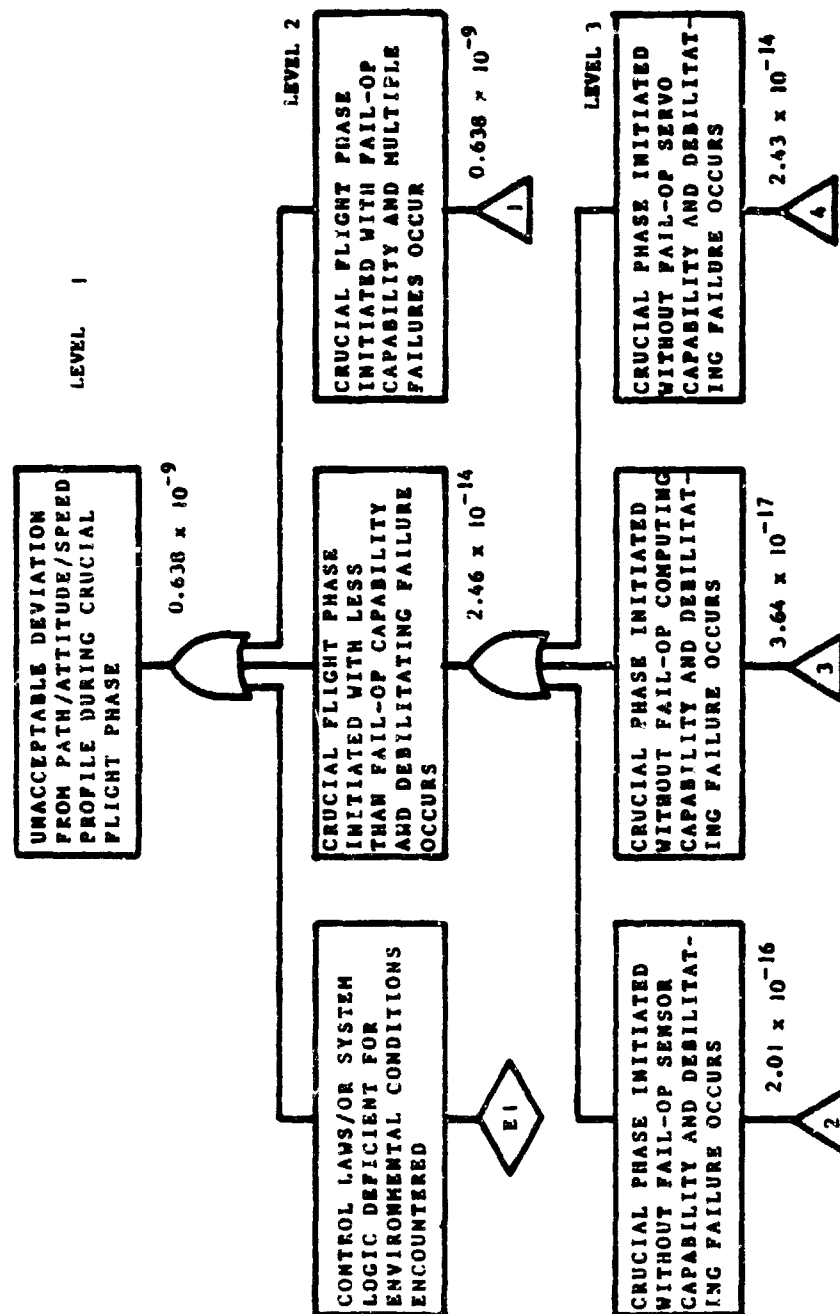 LEVEL 1
UNACCEPTABLE DEVIATION
FROM PATH/ATTITUDE/SPEED
PROFILE DURING CRUCIAL
FLIGHT PHASE
0.638 x 10-9
LEVEL 2
CONTROL LAWS/OR SYSTEM
LOGIC DEFICIENT FOR
ENVIRONMENTAL CONDITIONS
ENCOUNTERED
E1
CRUCIAL FLIGHT PHASE
INITIATED WITH LESS
THAN FAIL-OP CAPABILITY
AND DEBILITATING FAILURE
OCCURS
2.46 x 10-14
CRUCIAL FLIGHT PHASE
INITIATED WITH FAIL-OP
CAPABILITY AND MULTIPLE
FAILURES OCCUR
0.638 x 10-9
1
LEVEL 3
CRUCIAL PHASE INITIATED
WITHOUT FAIL-OP SENSOR
CAPABILITY AND DEBILITAT-
ING FAILURE OCCURS
2.01 x 10-16
2
CRUCIAL PHASE INITIATED
WITHOUT FAIL-OP COMPUTING
CAPABILITY AND DEBILITAT-
ING FAILURE OCCURS
3.64 x 10-17
3
CRUCIAL PHASE INITIATED
WITHOUT FAIL-OP SERVO
CAPABILITY AND DEBILITAT-
ING FAILURE OCCURS
2.43 x 10-14
4